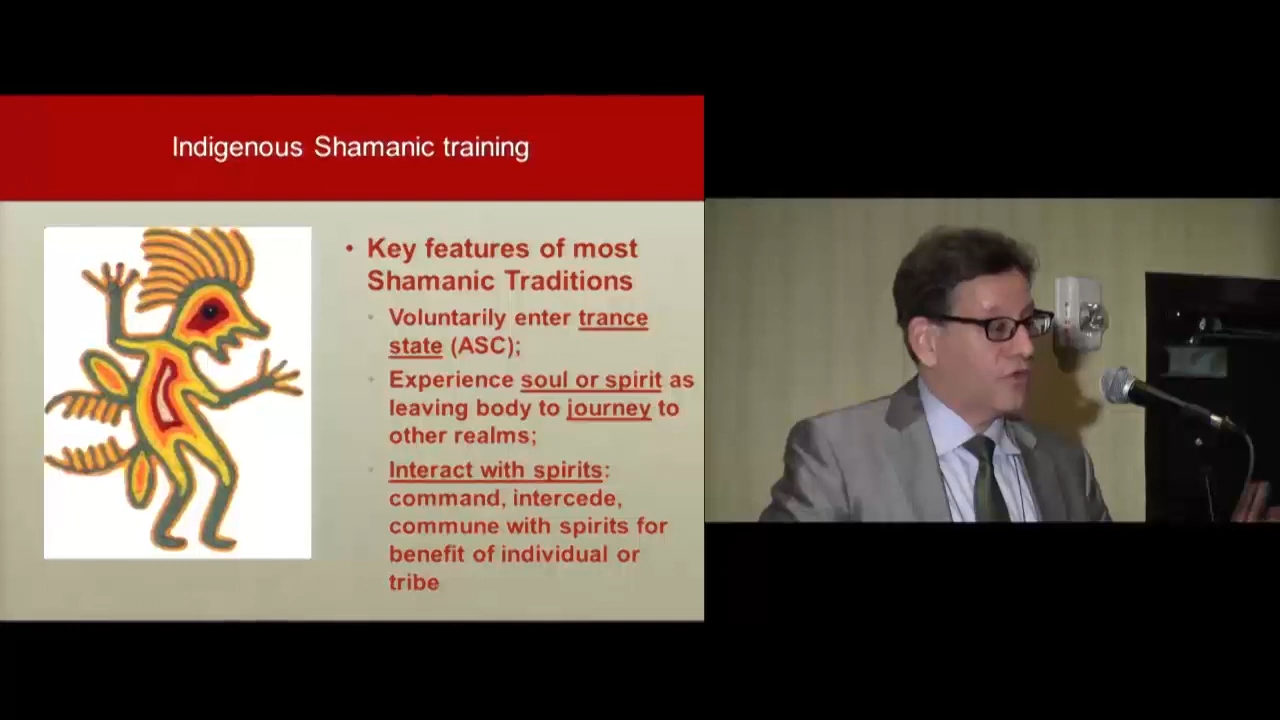 Indigenous Shamanic training
• Key features of most
Shamanic Traditions
• Voluntarily enter trance
state (ASC);
• Experience soul or spirit as
leaving body to journey to
other realms;
• Interact with spirits:
command, intercede,
commune with spirits for
benefit of individual or
tribe